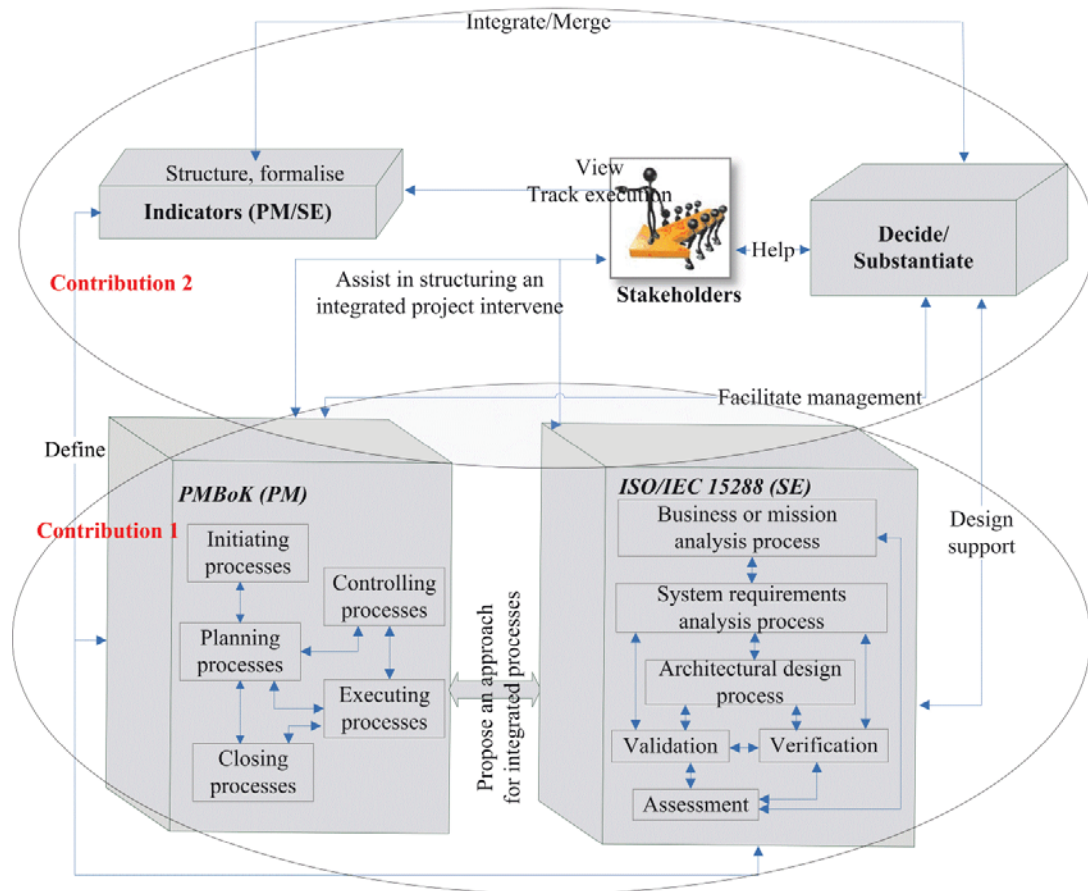 Integrate/Merge
Structure, formalise
Indicators (PM/SE)
View
Track execution
Stakeholders
Help
Decide/
Substantiate
Contribution 2
Assist in structuring an
integrated project intervene
Facilitate management
Define
Design
support
Contribution 1
PMBoK (PM)
Initiating
processes
Controlling
processes
Planning
processes
Executing
processes
Closing
processes
Propose an approach
for integrated processes
ISO/IEC 15288 (SE)
Business or mission
analysis process
System requirements
analysis process
Architectural design
process
Validation
Verification
Assessment